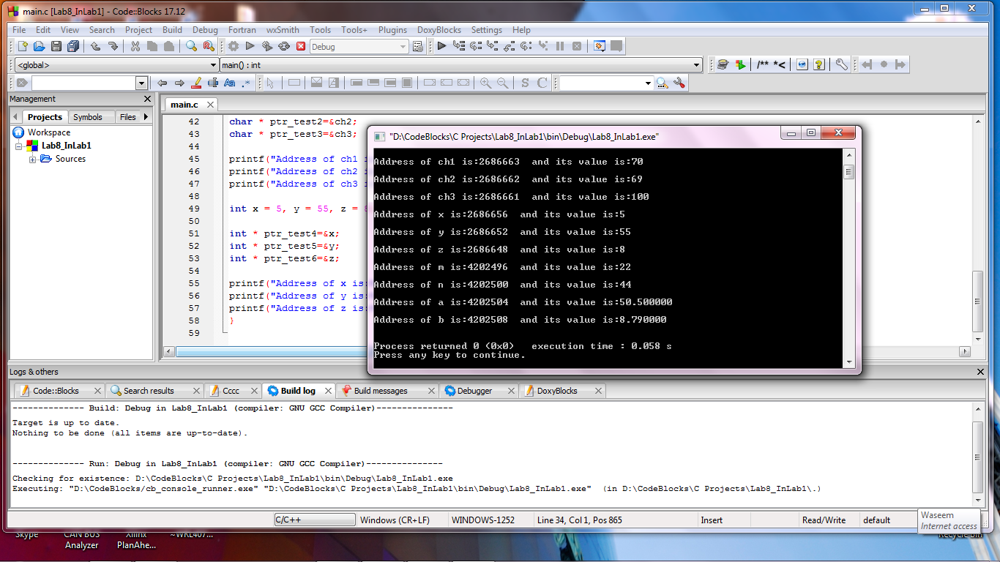 main.c [Lab8_InLab1] - Code::Blocks 17.12
File Edit View Search Project Build Debug Fortran wxSmith Tools Tools+ Plugins DoxyBlocks Settings Help
Debug
<global> main() : int
/** *<
Aa .* S C
Management
Projects Symbols Files
Workspace
Lab8_InLab1
Sources
main.c
42 char * ptr_test2=&ch2;
43 char * ptr_test3=&ch3;
44
45 printf("Address of ch1 i
46 printf("Address of ch2 i
47 printf("Address of ch3 i
48
49 int x = 5, y = 55, z = 8
50
51 int * ptr_test4=&x;
52 int * ptr_test5=&y;
53 int * ptr_test6=&z;
54
55 printf("Address of x is:
56 printf("Address of y is:
57 printf("Address of z is:
58 }
59
"D:\CodeBlocks\C Projects\Lab8_InLab1\bin\Debug\Lab8_InLab1.exe"
Address of ch1 is:2686663 and its value is:70
Address of ch2 is:2686662 and its value is:69
Address of ch3 is:2686661 and its value is:100
Address of x is:2686656 and its value is:5
Address of y is:2686652 and its value is:55
Address of z is:2686648 and its value is:8
Address of m is:4202496 and its value is:22
Address of n is:4202500 and its value is:44
Address of a is:4202504 and its value is:50.500000
Address of b is:4202508 and its value is:8.790000
Process returned 0 (0x0) execution time : 0.058 s
Press any key to continue.
Logs & others
Code::Blocks Search results Cccc Build log Build messages Debugger DoxyBlocks
-------------- Build: Debug in Lab8_InLab1 (compiler: GNU GCC Compiler)---------------
Target is up to date.
Nothing to be done (all items are up-to-date).
-------------- Run: Debug in Lab8_InLab1 (compiler: GNU GCC Compiler)---------------
Checking for existence: D:\CodeBlocks\C Projects\Lab8_InLab1\bin\Debug\Lab8_InLab1.exe
Executing: "D:\CodeBlocks/cb_console_runner.exe" "D:\CodeBlocks\C Projects\Lab8_InLab1\bin\Debug\Lab8_InLab1.exe" (in D:\CodeBlocks\C Projects\Lab8_InLab1\.)
C/C++ Windows (CR+LF) WINDOWS-1252 Line 34, Col 1, Pos 865 Insert Read/Write default
Waseem
Internet access
Skype CAN BUS Xilinx ~WRL407... Recycle Bin
Analyzer PlanAhe...